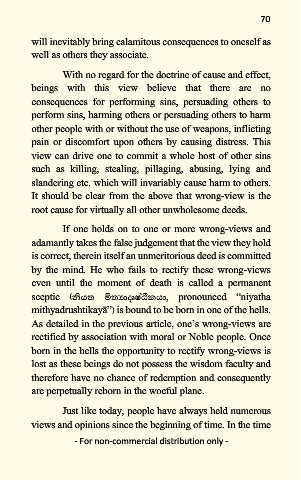 70
will inevitably bring calamitous consequences to oneself as
well as others they associate.
With no regard for the doctrine of cause and effect,
beings with this view believe that there are no
consequences for performing sins, persuading others to
perform sins, harming others or persuading others to harm
other people with or without the use of weapons, inflicting
pain or discomfort upon others by causing distress. This
view can drive one to commit a whole host of other sins
such as killing, stealing, pillaging, abusing, lying and
slandering etc. which will invariably cause harm to others.
It should be clear from the above that wrong-view is the
root cause for virtually all other unwholesome deeds.
If one holds on to one or more wrong-views and
adamantly takes the false judgement that the view they hold
is correct, therein itself an unmeritorious deed is committed
by the mind. He who fails to rectify these wrong-views
even until the moment of death is called a permanent
sceptic (නියත මිත්‍යාදෘෂ්ඨිකයා, pronounced “niyatha
mithyadrushtikayā”) is bound to be born in one of the hells.
As detailed in the previous article, one’s wrong-views are
rectified by association with moral or Noble people. Once
born in the hells the opportunity to rectify wrong-views is
lost as these beings do not possess the wisdom faculty and
therefore have no chance of redemption and consequently
are perpetually reborn in the woeful plane.
Just like today, people have always held numerous
views and opinions since the beginning of time. In the time
- For non-commercial distribution only -